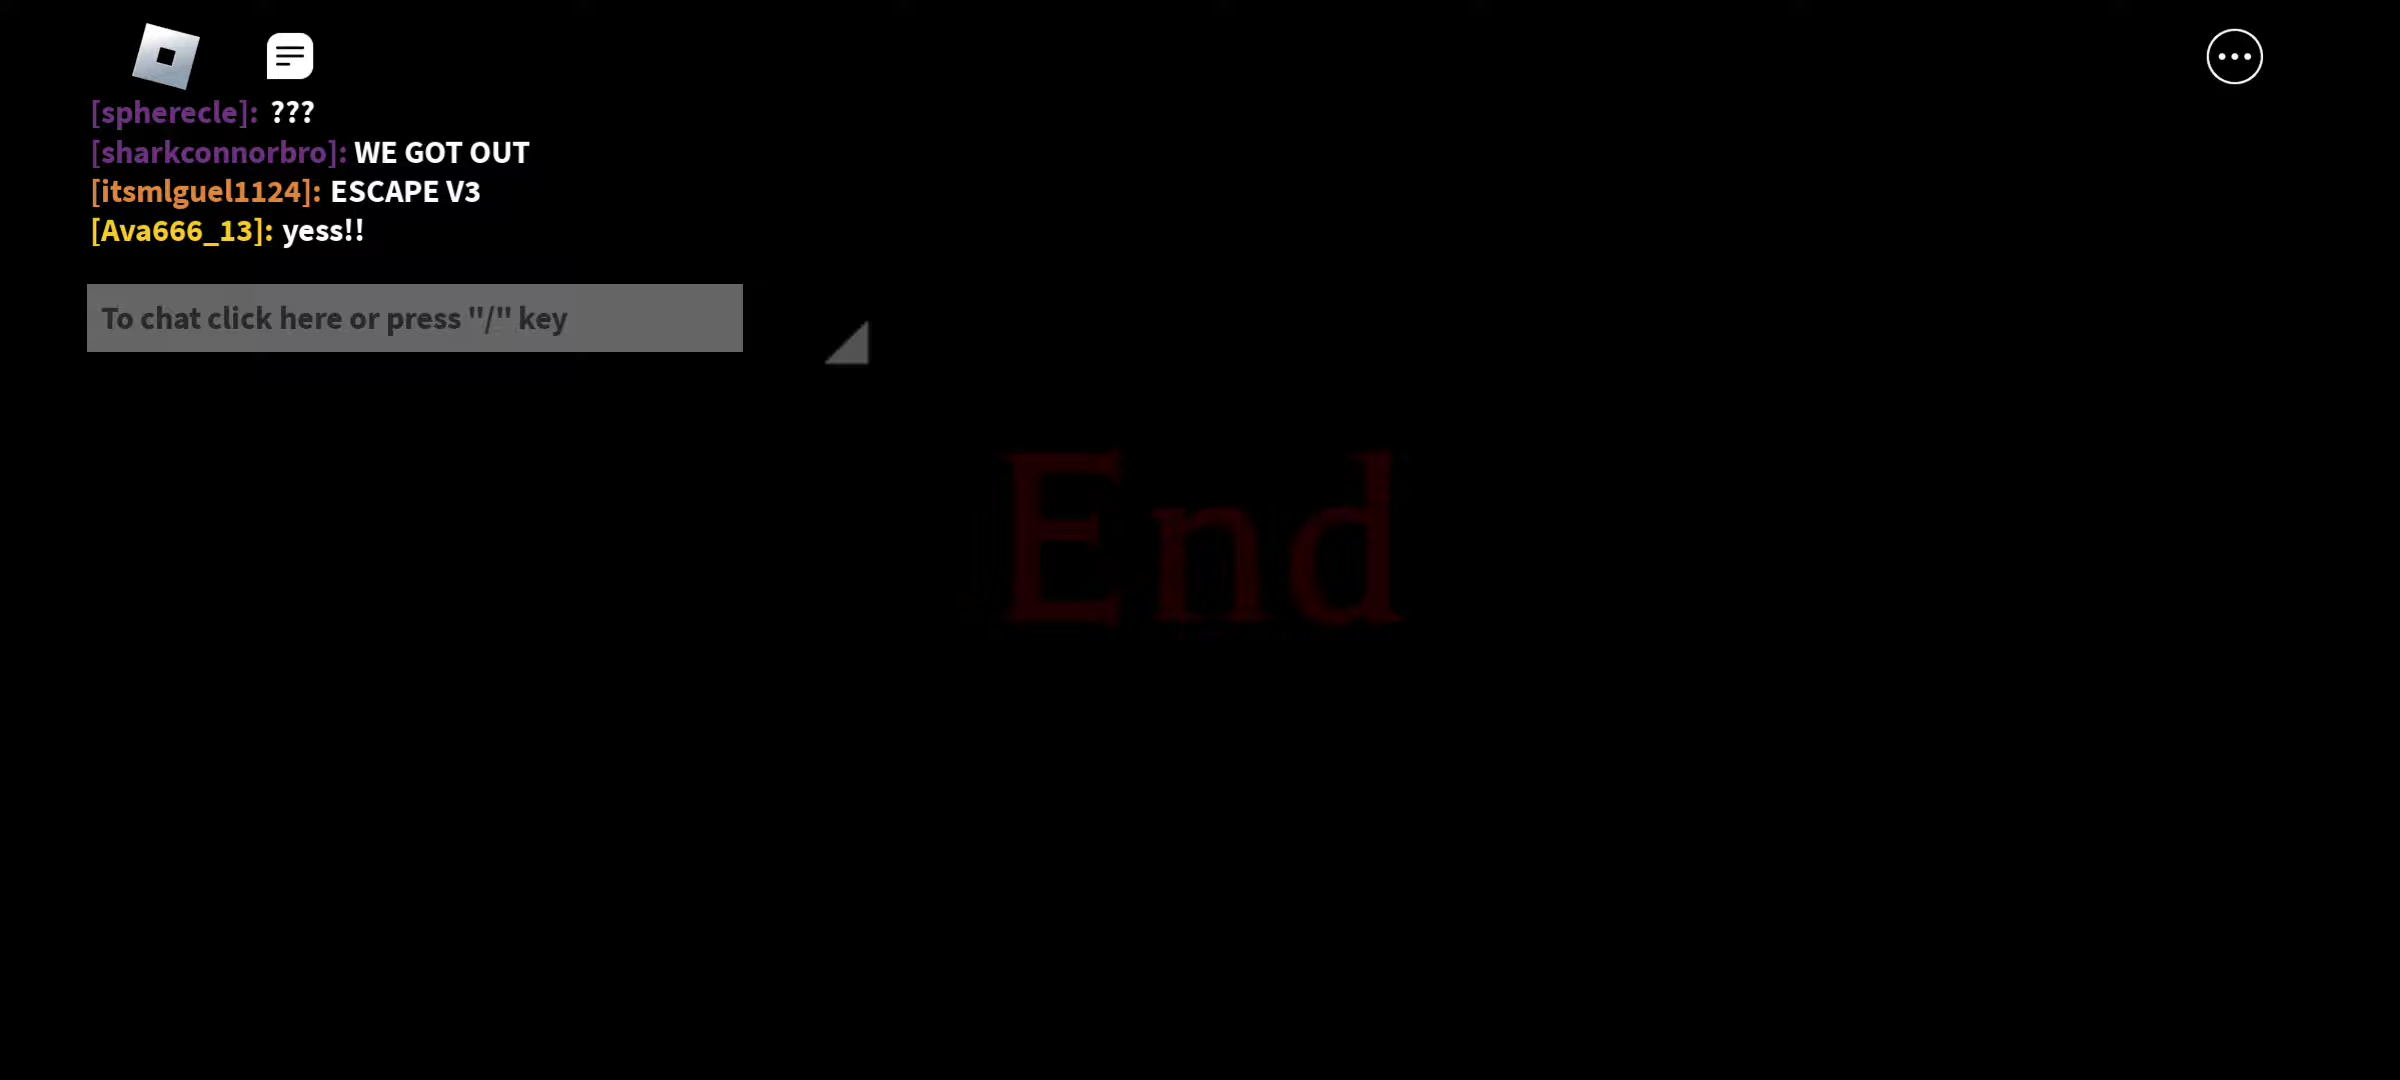 [spherecle]: ???
[sharkconnorbro]: WE GOT OUT
[itsmlguel1124]: ESCAPE V3
[Ava666_13]: yess!!
To chat click here or press "/" key
End